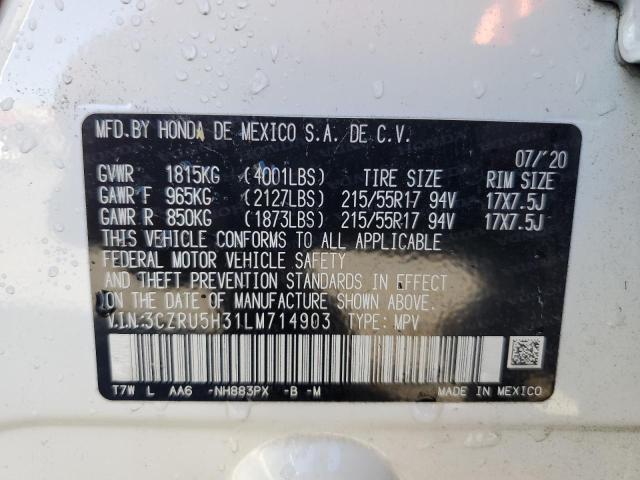 MFD.BY HONDA DE MEXICO S.A. DE C.V.
07/'20
GVWR 1815KG (4001LBS) TIRE SIZE RIM SIZE
GAWR F 965KG (2127LBS) 215/55R17 94V 17X7.5J
GAWR R 850KG (1873LBS) 215/55R17 94V 17X7.5J
THIS VEHICLE CONFORMS TO ALL APPLICABLE
FEDERAL MOTOR VEHICLE SAFETY
AND THEFT PREVENTION STANDARDS IN EFFECT
ON THE DATE OF MANUFACTURE SHOWN ABOVE.
V.I.N:3CZRU5H31LM714903 TYPE: MPV
T7W L AA6 -NH883PX -B -M
MADE IN MEXICO